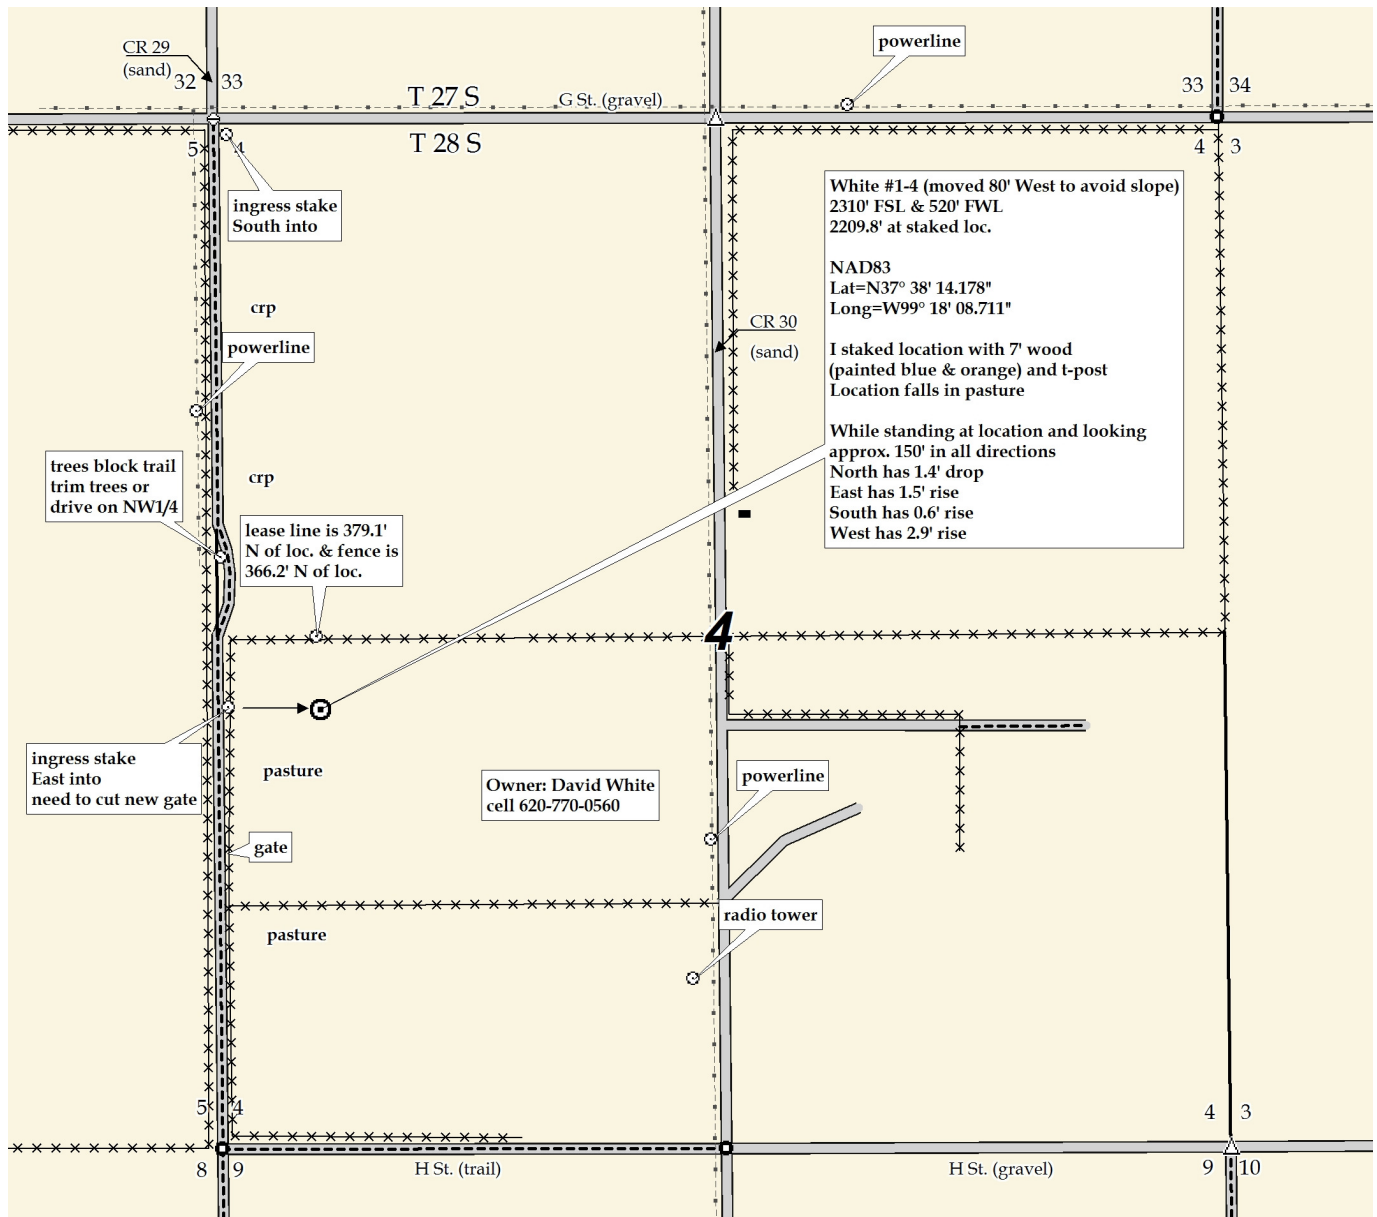 powerline
CR 29
(sand)
32 33
33 34
T 27 S
G St. (gravel)
T 28 S
5 4
4 3
ingress stake
South into
White #1-4 (moved 80' West to avoid slope)
2310' FSL & 520' FWL
2209.8' at staked loc.
NAD83
Lat=N37° 38' 14.178"
Long=W99° 18' 08.711"
I staked location with 7' wood
(painted blue & orange) and t-post
Location falls in pasture
While standing at location and looking
approx. 150' in all directions
North has 1.4' drop
East has 1.5' rise
South has 0.6' rise
West has 2.9' rise
crp
CR 30
(sand)
powerline
trees block trail
trim trees or
drive on NW1/4
crp
lease line is 379.1'
N of loc. & fence is
366.2' N of loc.
4
ingress stake
East into
need to cut new gate
pasture
Owner: David White
cell 620-770-0560
powerline
gate
radio tower
pasture
5 4
4 3
8 9
H St. (trail)
H St. (gravel)
9 10